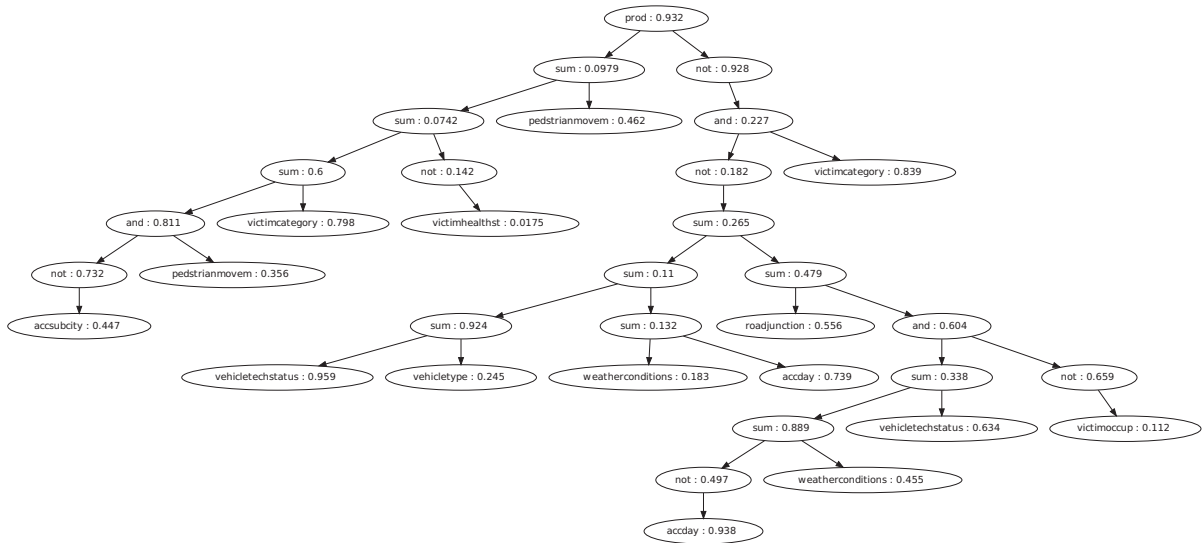 prod : 0.932
sum : 0.0979
not : 0.928
sum : 0.0742
pedstrianmovem : 0.462
and : 0.227
sum : 0.6
not : 0.142
not : 0.182
victimcategory : 0.839
and : 0.811
victimcategory : 0.798
victimhealthst : 0.0175
sum : 0.265
not : 0.732
pedstrianmovem : 0.356
sum : 0.11
sum : 0.479
accsubcity : 0.447
sum : 0.924
sum : 0.132
roadjunction : 0.556
and : 0.604
vehicletechstatus : 0.959
vehicletype : 0.245
weatherconditions : 0.183
accday : 0.739
sum : 0.338
not : 0.659
sum : 0.889
vehicletechstatus : 0.634
victimoccup : 0.112
not : 0.497
weatherconditions : 0.455
accday : 0.938